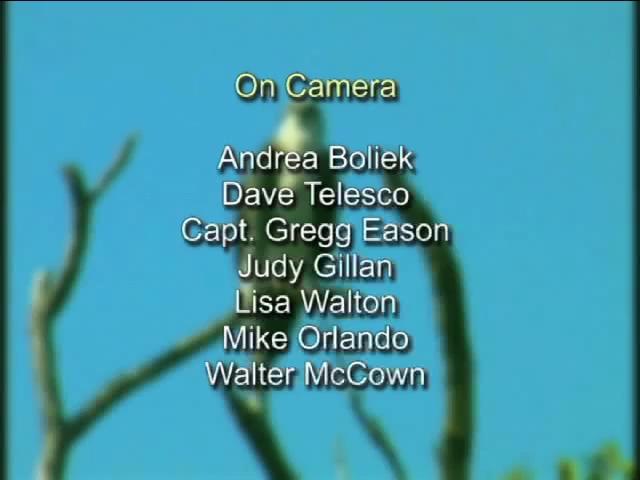 On Camera
Andrea Boliek
Dave Telesco
Capt. Gregg Eason
Judy Gillan
Lisa Walton
Mike Orlando
Walter McCown